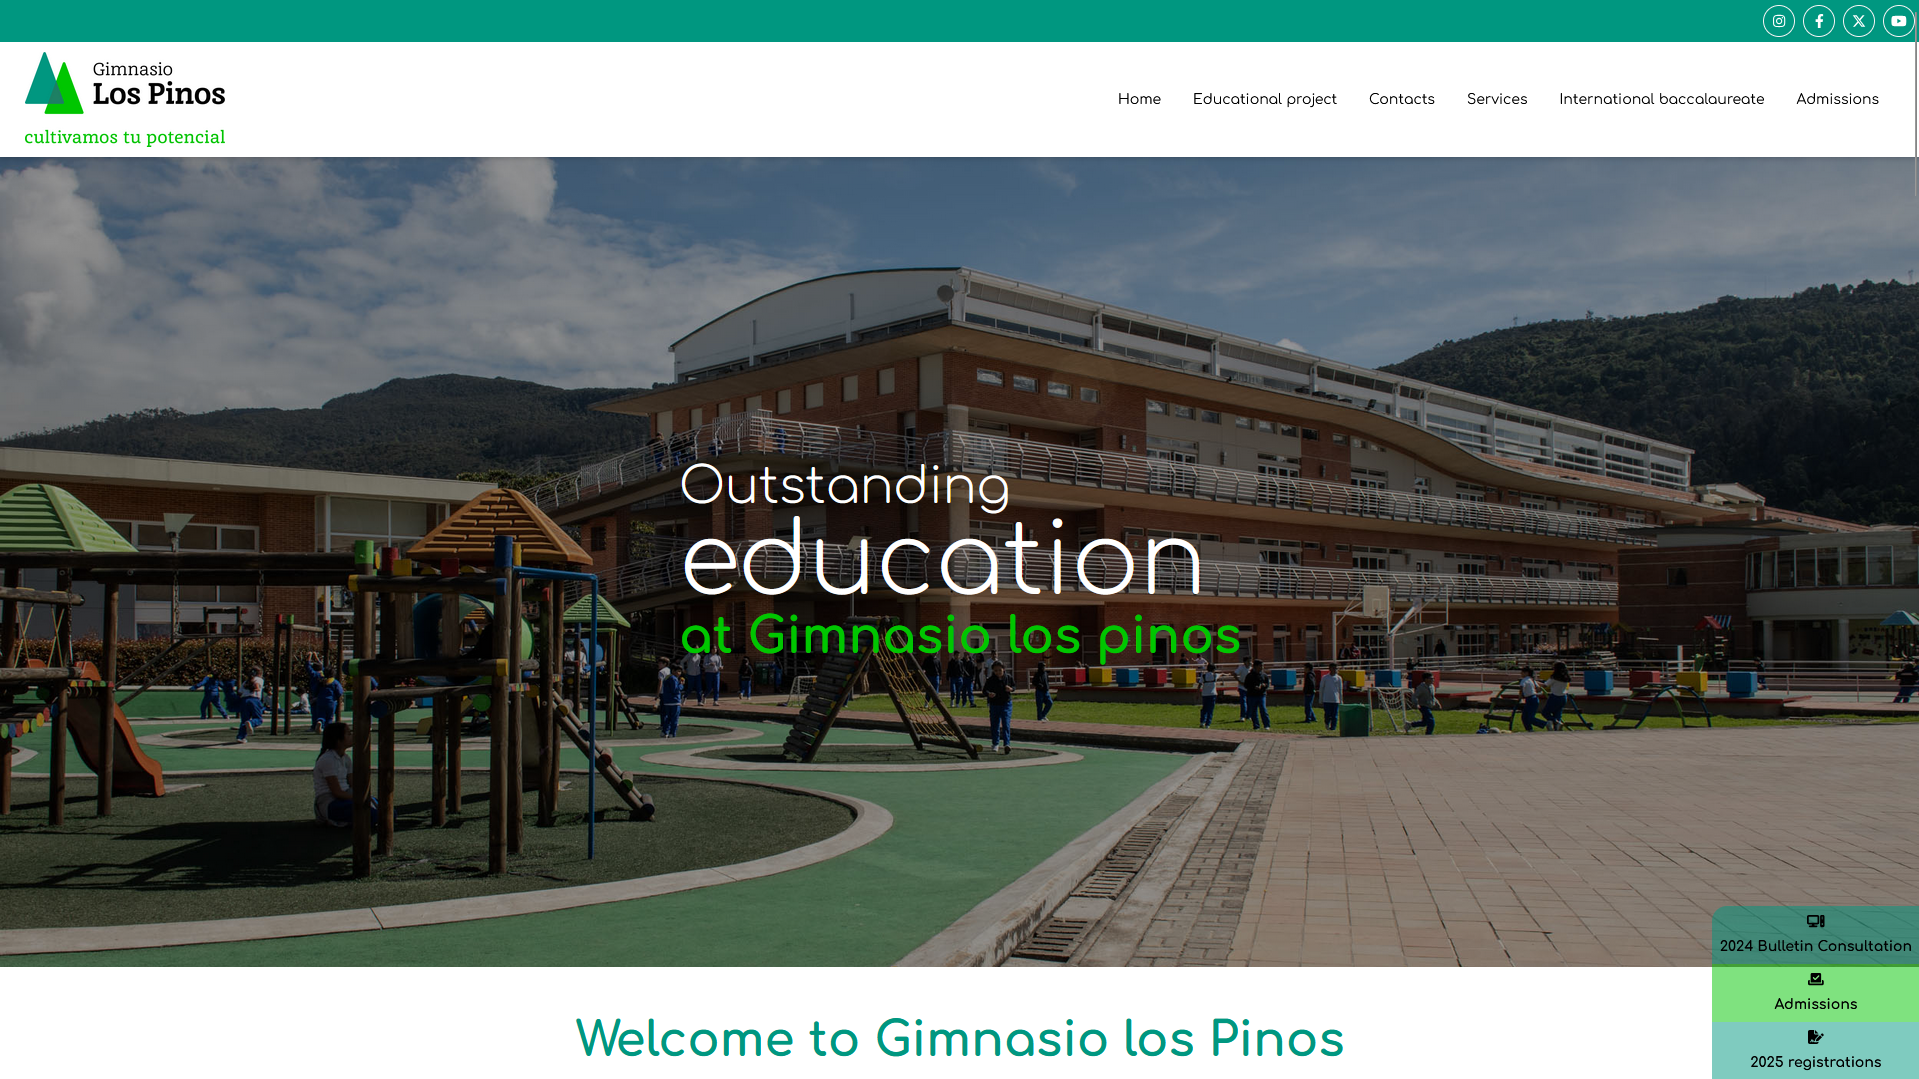 Gimnasio
Los Pinos
cultivamos tu potencial
Home
Educational project
Contacts
Services
International baccalaureate
Admissions
Outstanding
education
at Gimnasio los pinos
2024 Bulletin Consultation
Admissions
2025 registrations
Welcome to Gimnasio los Pinos